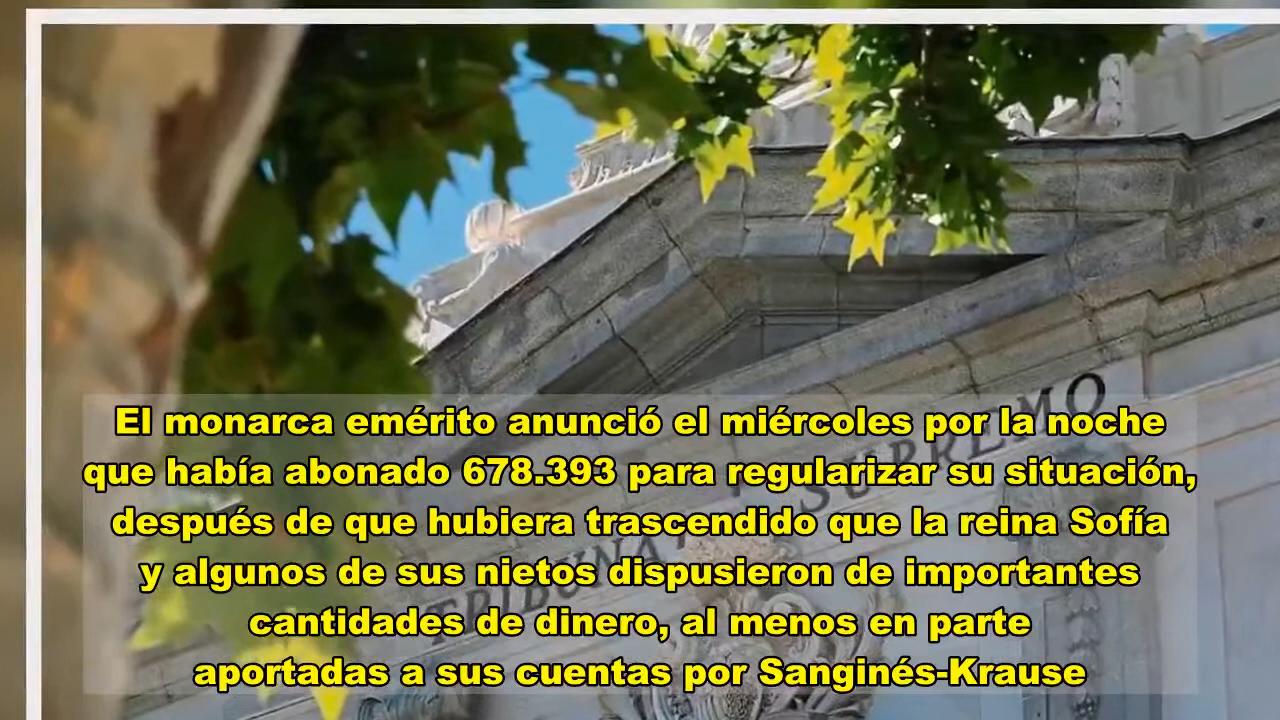 El monarca emérito anunció el miércoles por la noche
que había abonado 678.393 para regularizar su situación,
después de que hubiera trascendido que la reina Sofía
y algunos de sus nietos dispusieron de importantes
cantidades de dinero, al menos en parte
aportadas a sus cuentas por Sanginés-Krause
TRIBUNAL SUPREMO